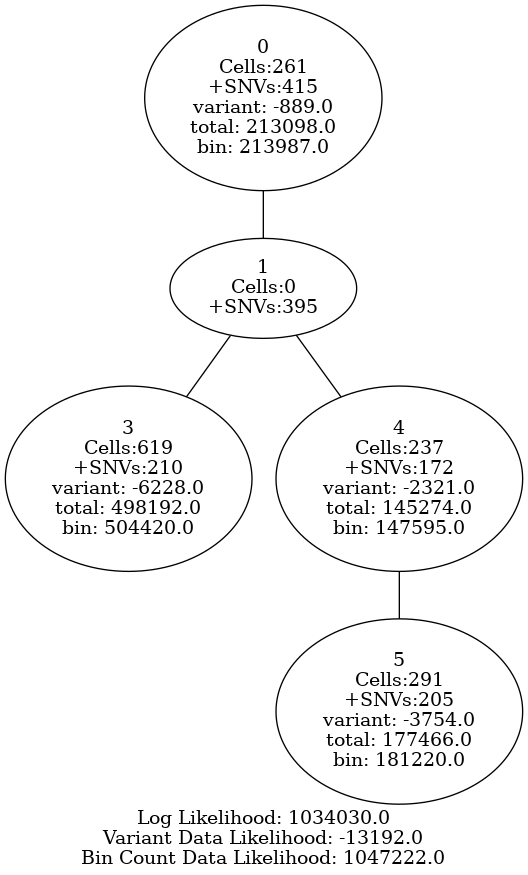 0
Cells:261
+SNVs:415
variant: -889.0
total: 213098.0
bin: 213987.0
1
Cells:0
+SNVs:395
3
Cells:619
+SNVs:210
variant: -6228.0
total: 498192.0
bin: 504420.0
4
Cells:237
+SNVs:172
variant: -2321.0
total: 145274.0
bin: 147595.0
5
Cells:291
+SNVs:205
variant: -3754.0
total: 177466.0
bin: 181220.0
Log Likelihood: 1034030.0
Variant Data Likelihood: -13192.0
Bin Count Data Likelihood: 1047222.0